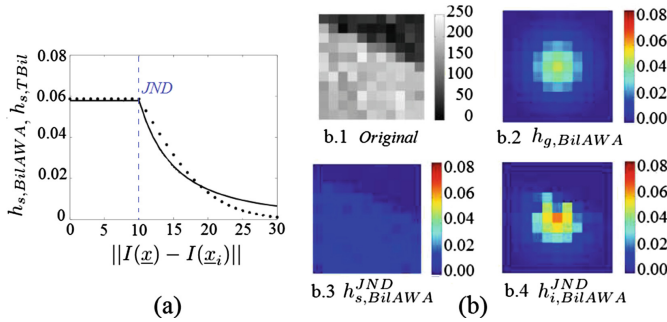 (a)
h_{s,BilAWA}, h_{s,TBil}
0.08
0.06
0.04
0.02
0
0 5 10 15 20 25 30
JND
||I(x) − I(x_i)||
(b)
250
200
150
100
50
0
b.1 Original
0.08
0.06
0.04
0.02
0.00
b.2 h_{g,BilAWA}
0.08
0.06
0.04
0.02
0.00
b.3 h^{JND}_{s,BilAWA}
0.08
0.06
0.04
0.02
0.00
b.4 h^{JND}_{i,BilAWA}
(a)
(b)